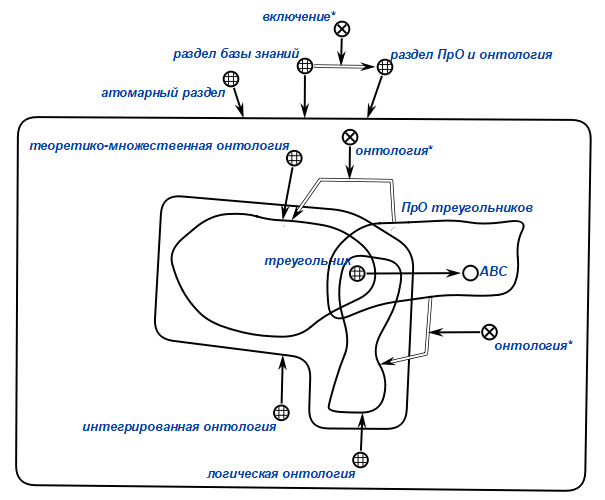 включение*
раздел базы знаний
раздел ПрО и онтология
атомарный раздел
теоретико-множественная онтология
онтология*
ПрО треугольников
треугольник
ABC
онтология*
интегрированная онтология
логическая онтология